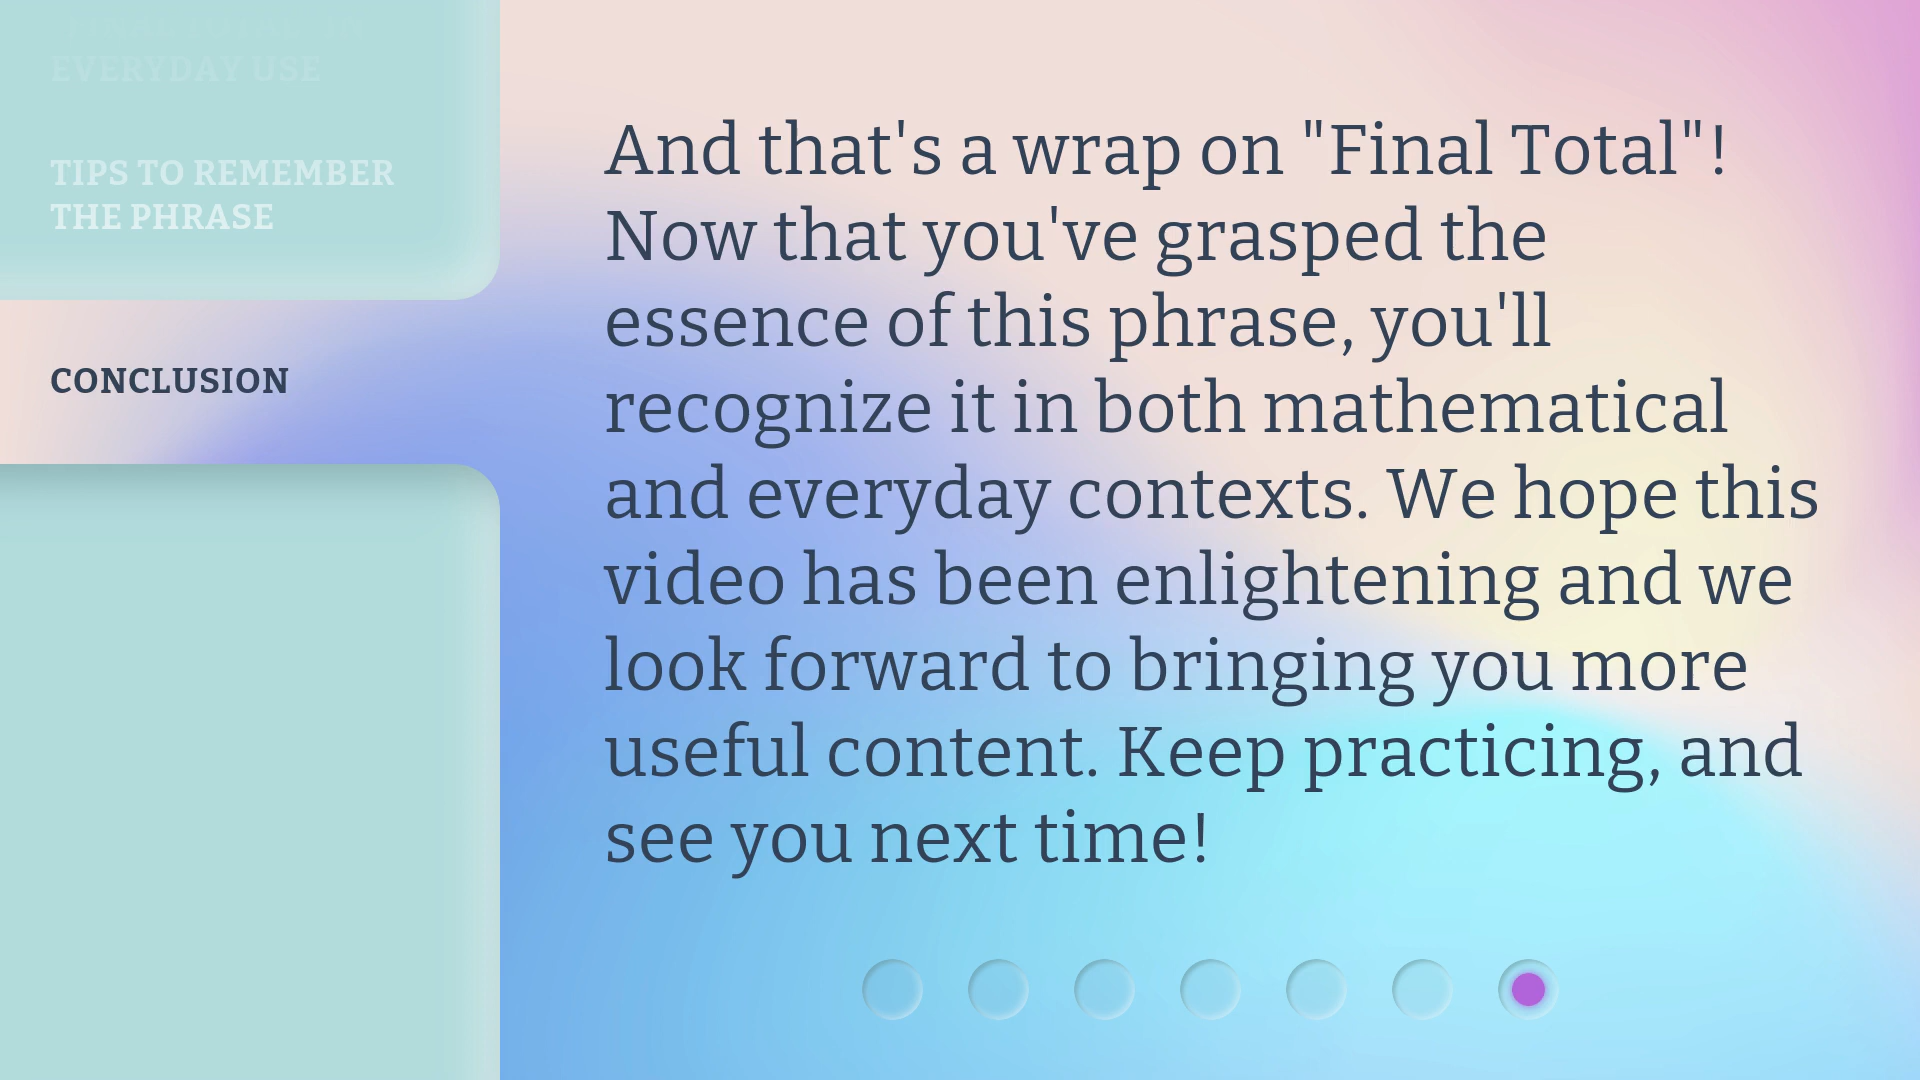 "FINAL TOTAL" IN
EVERYDAY USE
TIPS TO REMEMBER
THE PHRASE
CONCLUSION
And that's a wrap on "Final Total"!
Now that you've grasped the
essence of this phrase, you'll
recognize it in both mathematical
and everyday contexts. We hope this
video has been enlightening and we
look forward to bringing you more
useful content. Keep practicing, and
see you next time!